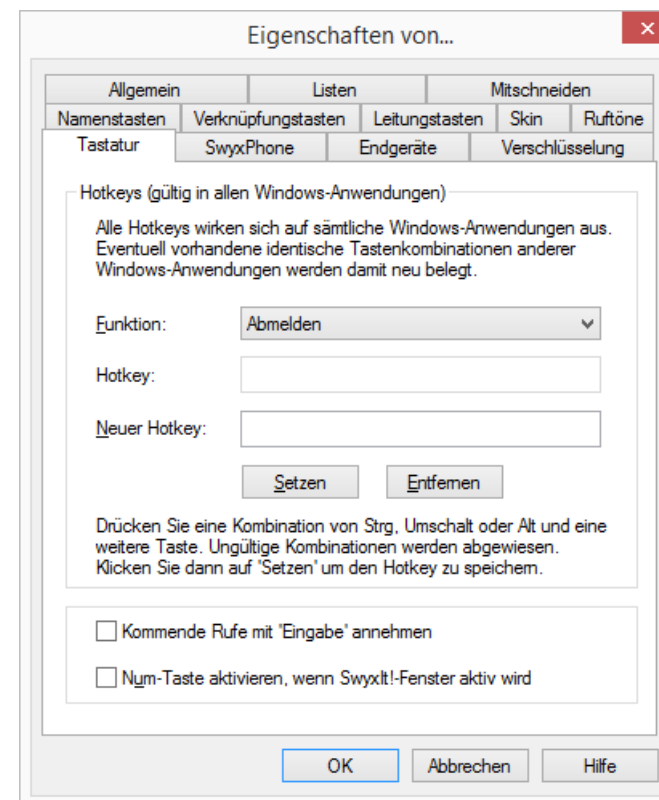 Eigenschaften von...
Allgemein Listen Mitschneiden
Namenstasten Verknüpfungstasten Leitungstasten Skin Ruftöne
Tastatur SwyxPhone Endgeräte Verschlüsselung
Hotkeys (gültig in allen Windows-Anwendungen)
Alle Hotkeys wirken sich auf sämtliche Windows-Anwendungen aus.
Eventuell vorhandene identische Tastenkombinationen anderer
Windows-Anwendungen werden damit neu belegt.
Funktion: Abmelden
Hotkey:
Neuer Hotkey:
Setzen Entfernen
Drücken Sie eine Kombination von Strg, Umschalt oder Alt und eine
weitere Taste. Ungültige Kombinationen werden abgewiesen.
Klicken Sie dann auf 'Setzen' um den Hotkey zu speichern.
Kommende Rufe mit 'Eingabe' annehmen
Num-Taste aktivieren, wenn SwyxIt!-Fenster aktiv wird
OK Abbrechen Hilfe